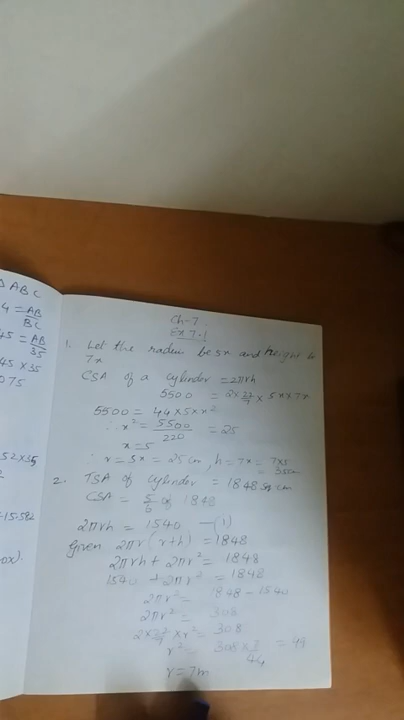 △ ABC
4 = AB/BC
45 = AB/35
45 × 35
075
52 × 35
15.582
Ch-7
Ex 7.1
1. Let the radius be 5x and height be
7x
CSA of a cylinder = 2πrh
5500 = 2 × 22/7 × 5x × 7x
5500 = 44 × 5 × x²
∴ x² = 5500/220 = 25
x = 5
∴ r = 5x = 25 cm, h = 7x = 7×5
= 35cm
2. TSA of cylinder = 1848 sq cm
CSA = 5/6 of 1848
2πrh = 1540 —(1)
Given 2πr(r+h) = 1848
2πrh + 2πr² = 1848
1540 + 2πr² = 1848
2πr² = 1848 - 1540
2πr² = 308
2 × 22/7 × r² = 308
r² = 308 × 7/44 = 49
r = 7m